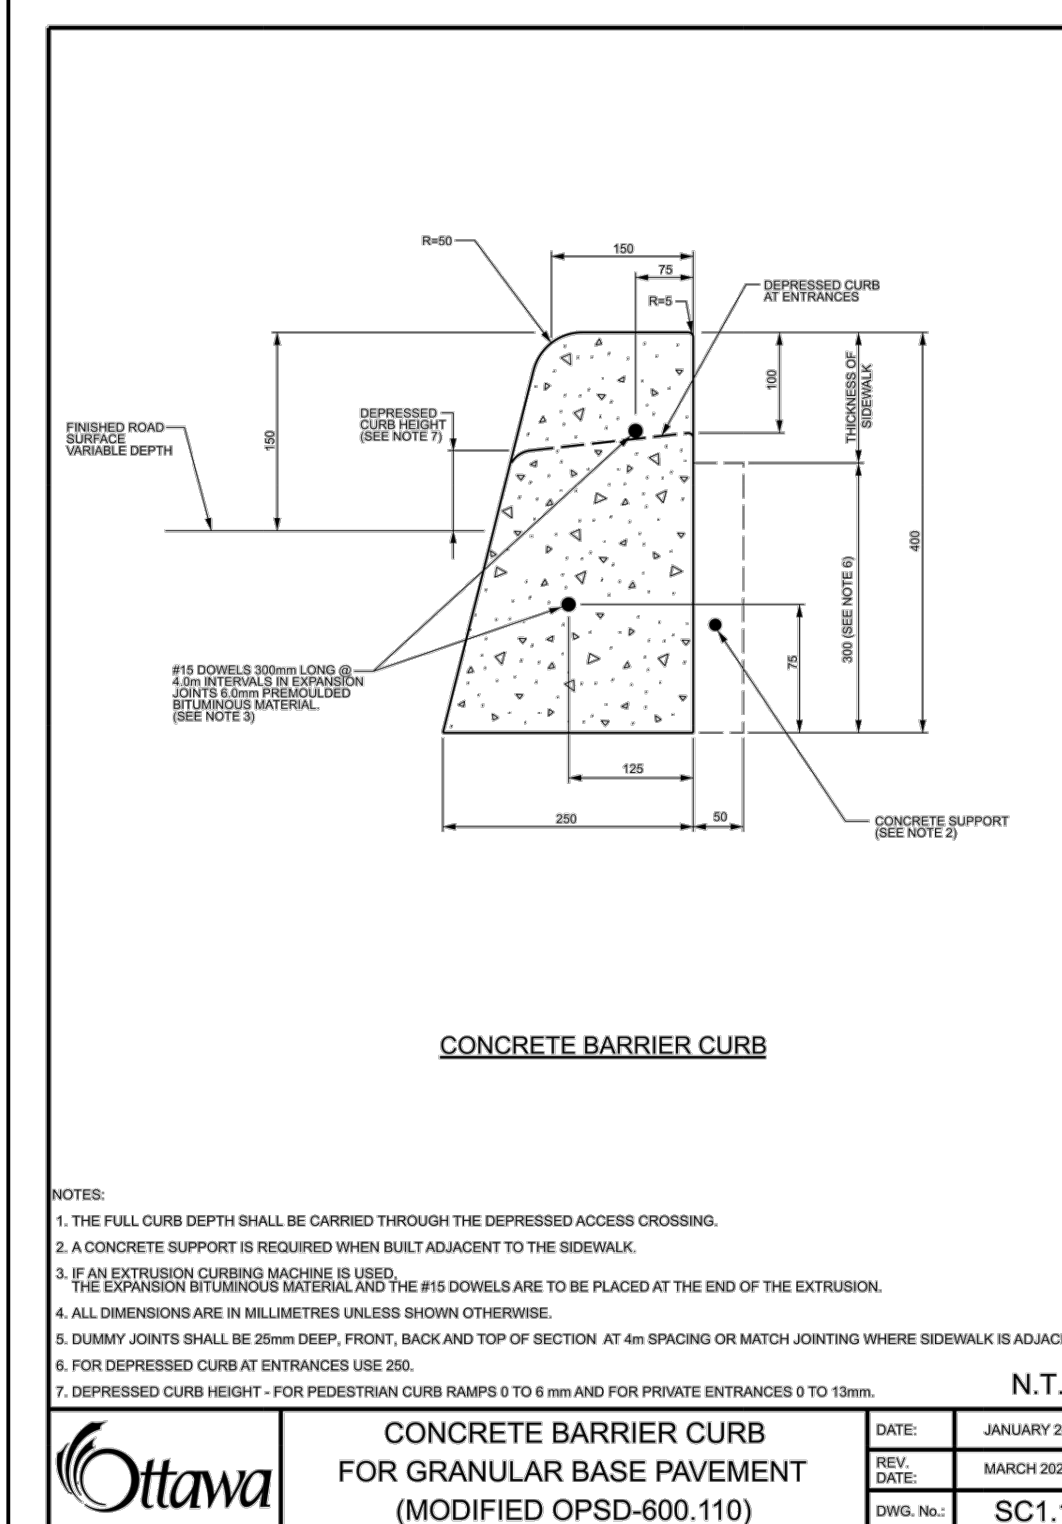 R=50
150
75
R=5
DEPRESSED CURB
AT ENTRANCES
100
THICKNESS OF
SIDEWALK
DEPRESSED
CURB HEIGHT
(SEE NOTE 7)
150
FINISHED ROAD
SURFACE
VARIABLE DEPTH
400
300 (SEE NOTE 6)
75
#15 DOWELS 300mm LONG @
4.0m INTERVALS IN EXPANSION
JOINTS 6.0mm PREMOULDED
BITUMINOUS MATERIAL.
(SEE NOTE 3)
125
250
50
CONCRETE SUPPORT
(SEE NOTE 2)
CONCRETE BARRIER CURB
NOTES:
1. THE FULL CURB DEPTH SHALL BE CARRIED THROUGH THE DEPRESSED ACCESS CROSSING.
2. A CONCRETE SUPPORT IS REQUIRED WHEN BUILT ADJACENT TO THE SIDEWALK.
3. IF AN EXTRUSION CURBING MACHINE IS USED,
THE EXPANSION BITUMINOUS MATERIAL AND THE #15 DOWELS ARE TO BE PLACED AT THE END OF THE EXTRUSION.
4. ALL DIMENSIONS ARE IN MILLIMETRES UNLESS SHOWN OTHERWISE.
5. DUMMY JOINTS SHALL BE 25mm DEEP, FRONT, BACK AND TOP OF SECTION AT 4m SPACING OR MATCH JOINTING WHERE SIDEWALK IS
6. FOR DEPRESSED CURB AT ENTRANCES USE 250.
7. DEPRESSED CURB HEIGHT - FOR PEDESTRIAN CURB RAMPS 0 TO 6 mm AND FOR PRIVATE ENTRANCES 0 TO 13mm.
N.T.
Ottawa
CONCRETE BARRIER CURB
FOR GRANULAR BASE PAVEMENT
(MODIFIED OPSD-600.110)
DATE:
JANUARY
REV.
DATE:
MARCH
DWG. No.:
SC1.